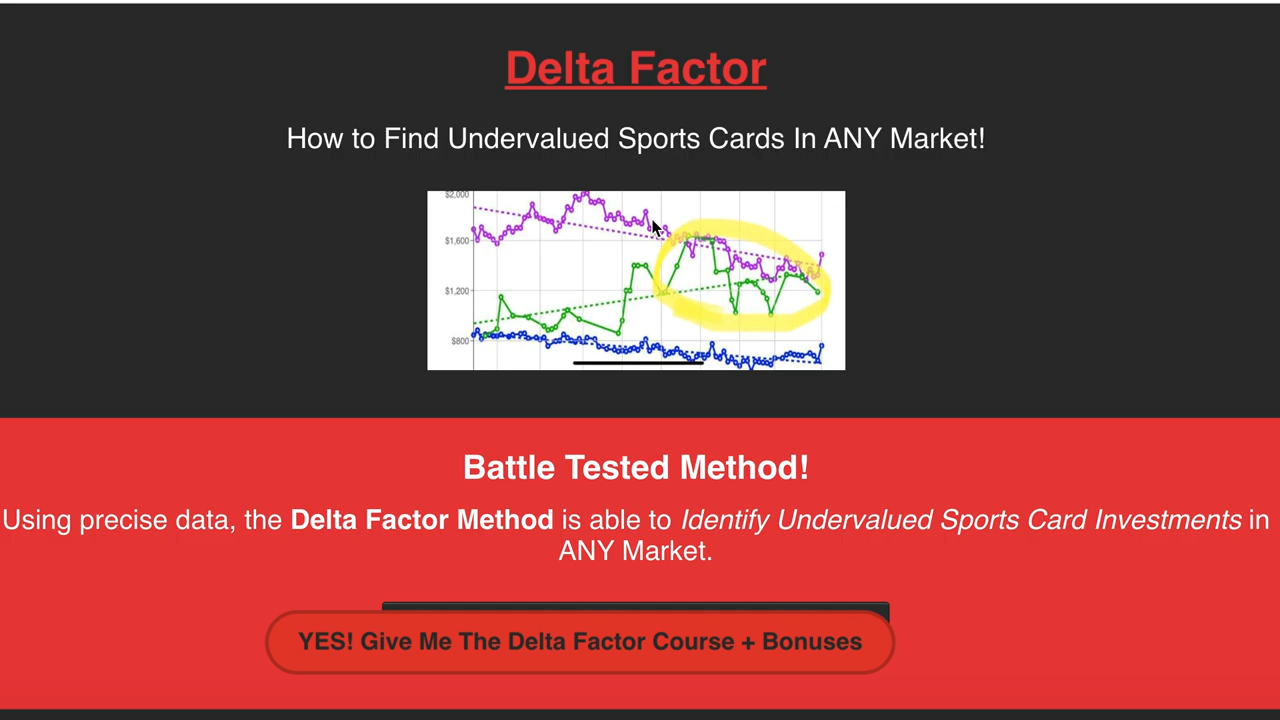 Delta Factor
How to Find Undervalued Sports Cards In ANY Market!
$2,000
$1,600
$1,200
$800
Battle Tested Method!
Using precise data, the Delta Factor Method is able to Identify Undervalued Sports Card Investments in
ANY Market.
YES! Give Me The Delta Factor Course + Bonuses